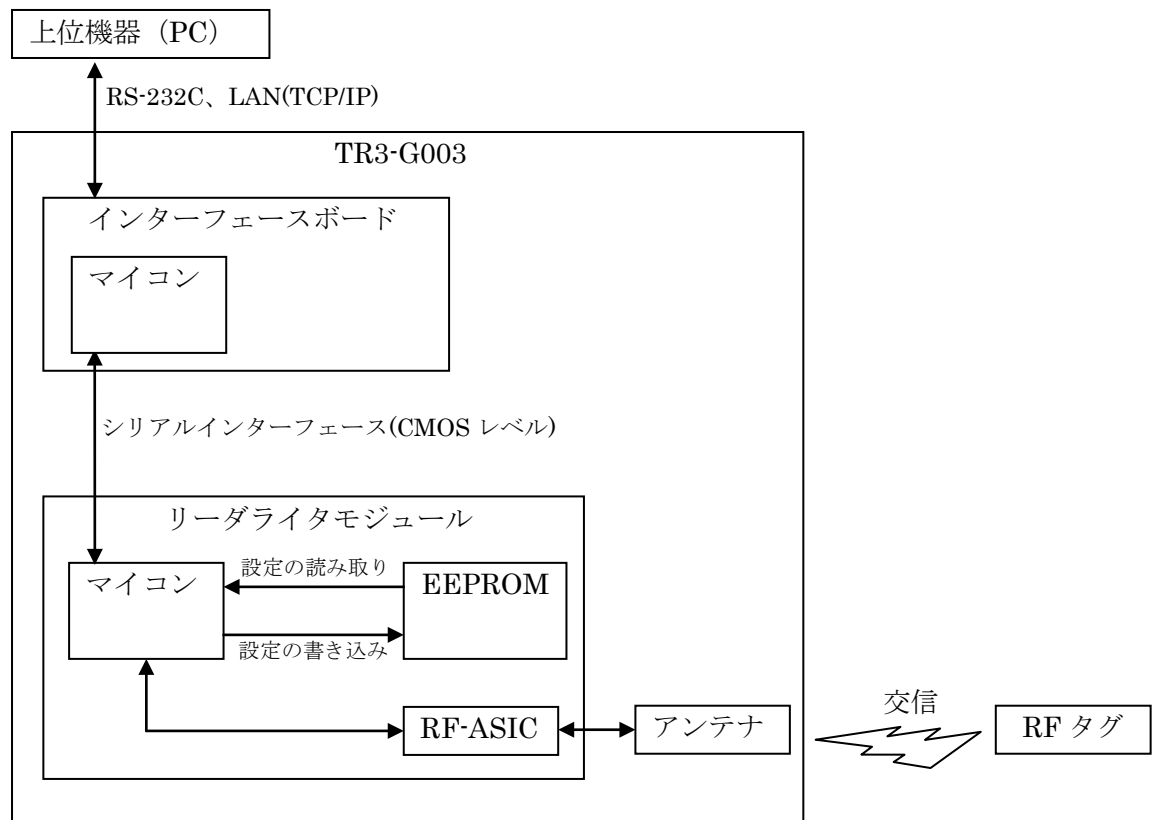 上位機器（PC）
RS-232C、LAN(TCP/IP)
TR3-G003
インターフェースボード
マイコン
シリアルインターフェース(CMOS レベル)
リーダライタモジュール
マイコン
設定の読み取り
EEPROM
設定の書き込み
RF-ASIC
アンテナ
交信
RF タグ